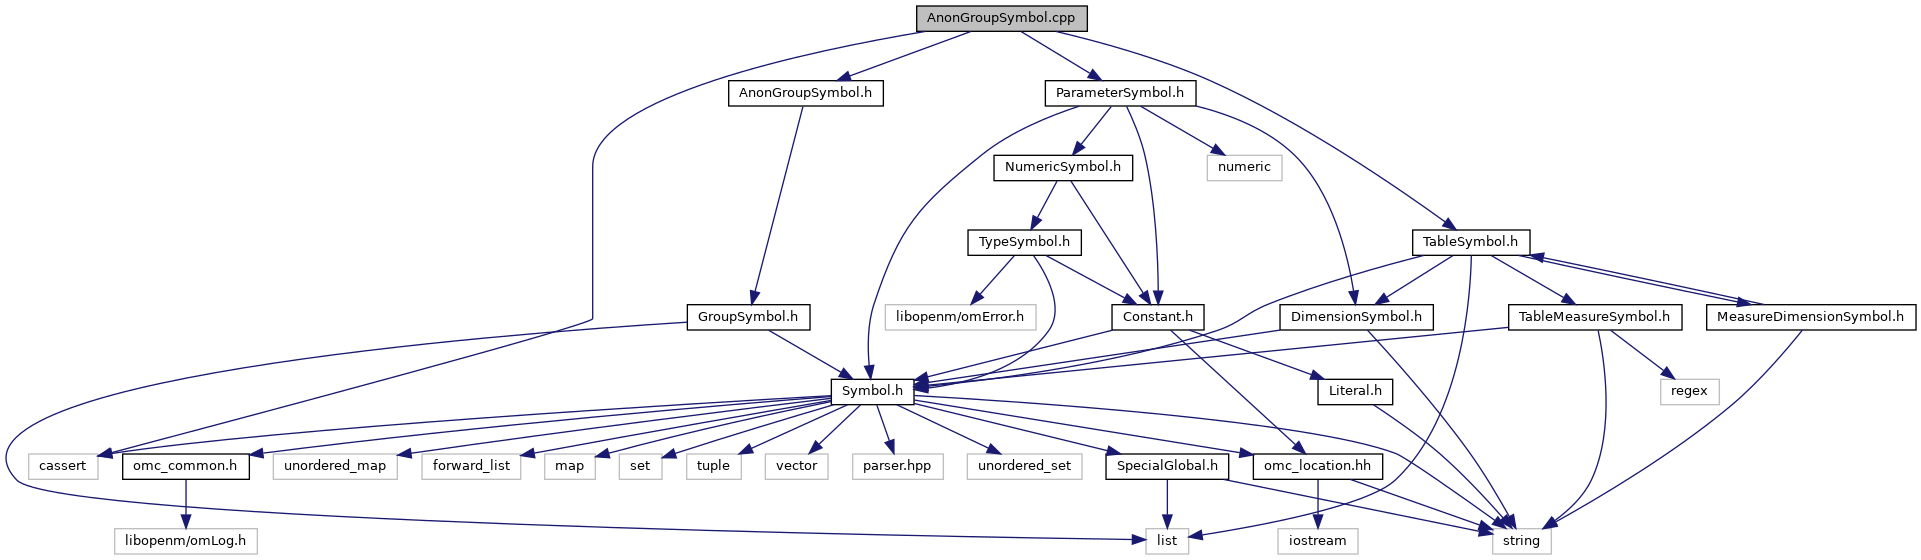 AnonGroupSymbol.cpp
AnonGroupSymbol.h
ParameterSymbol.h
NumericSymbol.h
numeric
TypeSymbol.h
TableSymbol.h
GroupSymbol.h
libopenm/omError.h
Constant.h
DimensionSymbol.h
TableMeasureSymbol.h
MeasureDimensionSymbol.h
Symbol.h
Literal.h
regex
cassert
omc_common.h
unordered_map
forward_list
map
set
tuple
vector
parser.hpp
unordered_set
SpecialGlobal.h
omc_location.hh
libopenm/omLog.h
list
iostream
string